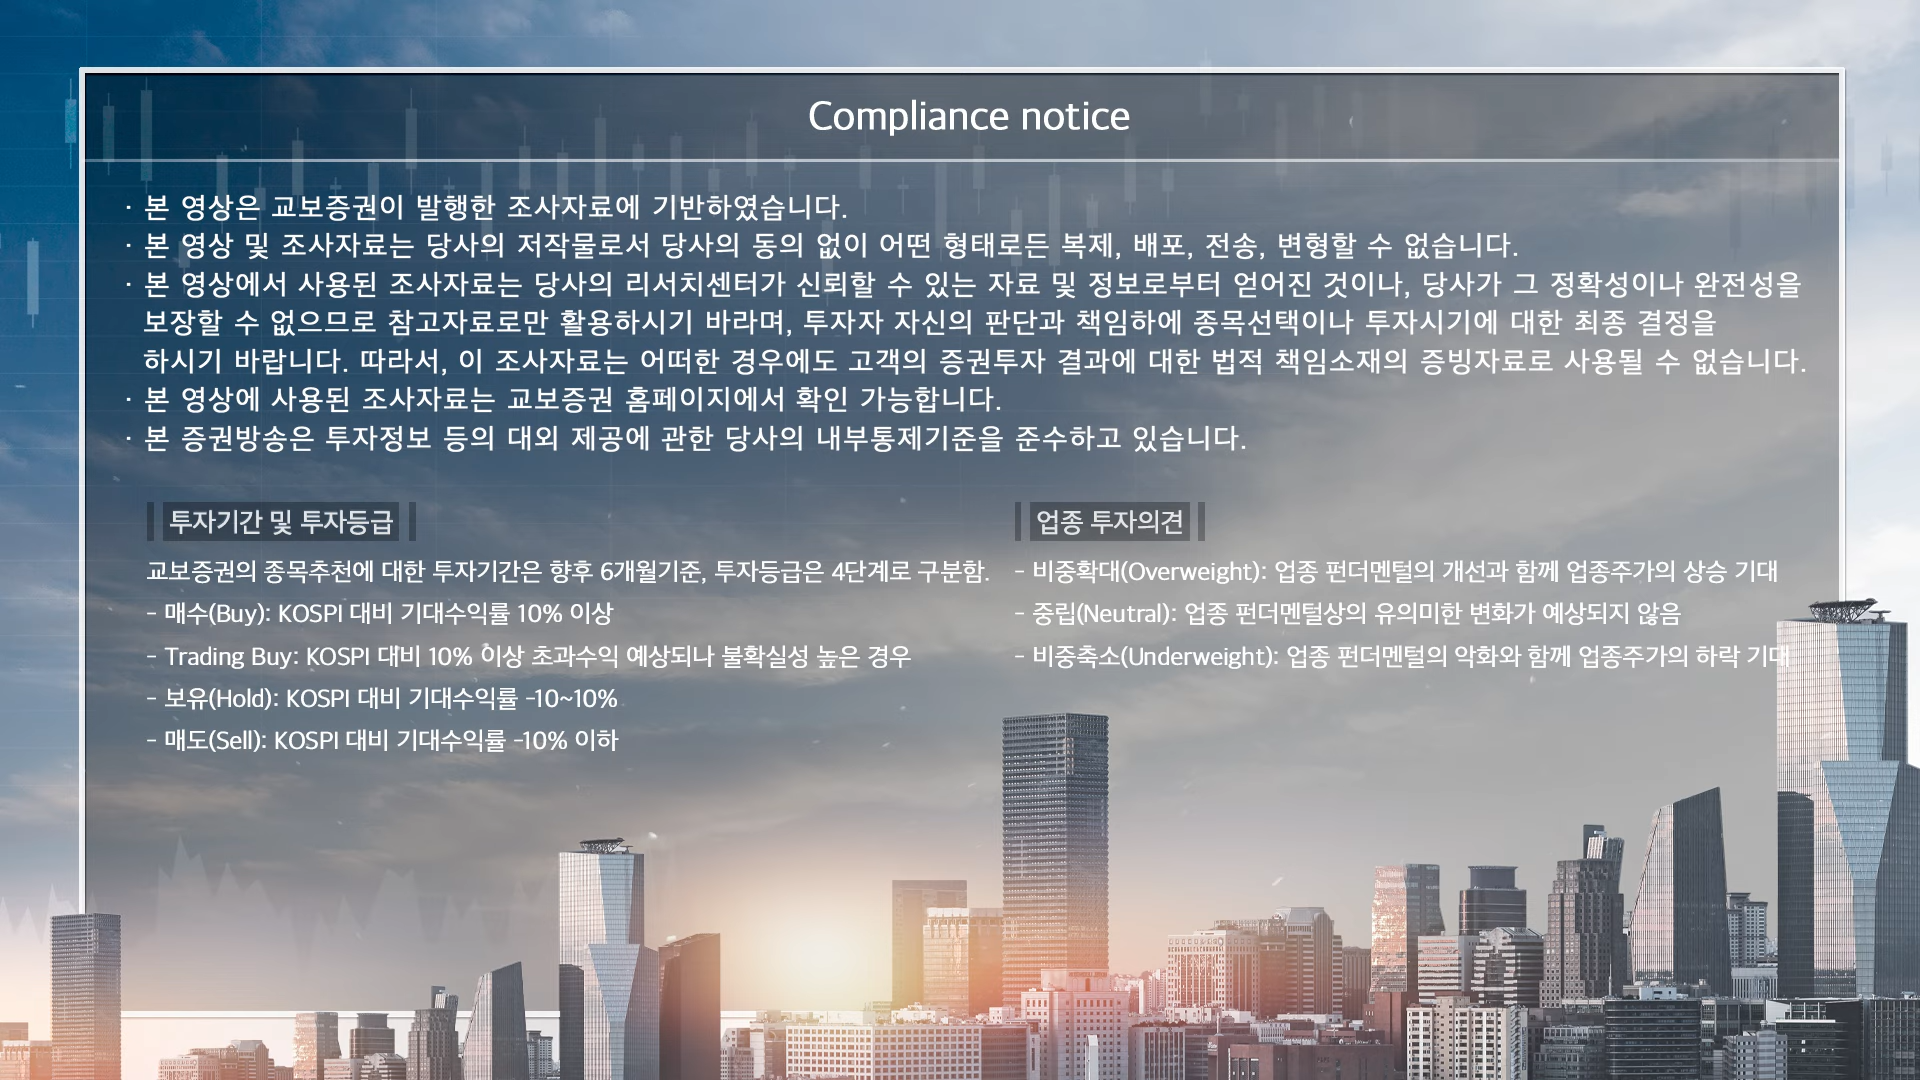 Compliance notice
· 본 영상은 교보증권이 발행한 조사자료에 기반하였습니다.
· 본 영상 및 조사자료는 당사의 저작물로서 당사의 동의 없이 어떤 형태로든 복제, 배포, 전송, 변형할 수 없습니다.
· 본 영상에서 사용된 조사자료는 당사의 리서치센터가 신뢰할 수 있는 자료 및 정보로부터 얻어진 것이나, 당사가 그 정확성이나 완전성을
보장할 수 없으므로 참고자료로만 활용하시기 바라며, 투자자 자신의 판단과 책임하에 종목선택이나 투자시기에 대한 최종 결정을
하시기 바랍니다. 따라서, 이 조사자료는 어떠한 경우에도 고객의 증권투자 결과에 대한 법적 책임소재의 증빙자료로 사용될 수 없습니다.
· 본 영상에 사용된 조사자료는 교보증권 홈페이지에서 확인 가능합니다.
· 본 증권방송은 투자정보 등의 대외 제공에 관한 당사의 내부통제기준을 준수하고 있습니다.
투자기간 및 투자등급
교보증권의 종목추천에 대한 투자기간은 향후 6개월기준, 투자등급은 4단계로 구분함.
- 매수(Buy): KOSPI 대비 기대수익률 10% 이상
- Trading Buy: KOSPI 대비 10% 이상 초과수익 예상되나 불확실성 높은 경우
- 보유(Hold): KOSPI 대비 기대수익률 -10~10%
- 매도(Sell): KOSPI 대비 기대수익률 -10% 이하
업종 투자의견
- 비중확대(Overweight): 업종 펀더멘털의 개선과 함께 업종주가의 상승 기대
- 중립(Neutral): 업종 펀더멘털상의 유의미한 변화가 예상되지 않음
- 비중축소(Underweight): 업종 펀더멘털의 악화와 함께 업종주가의 하락 기대